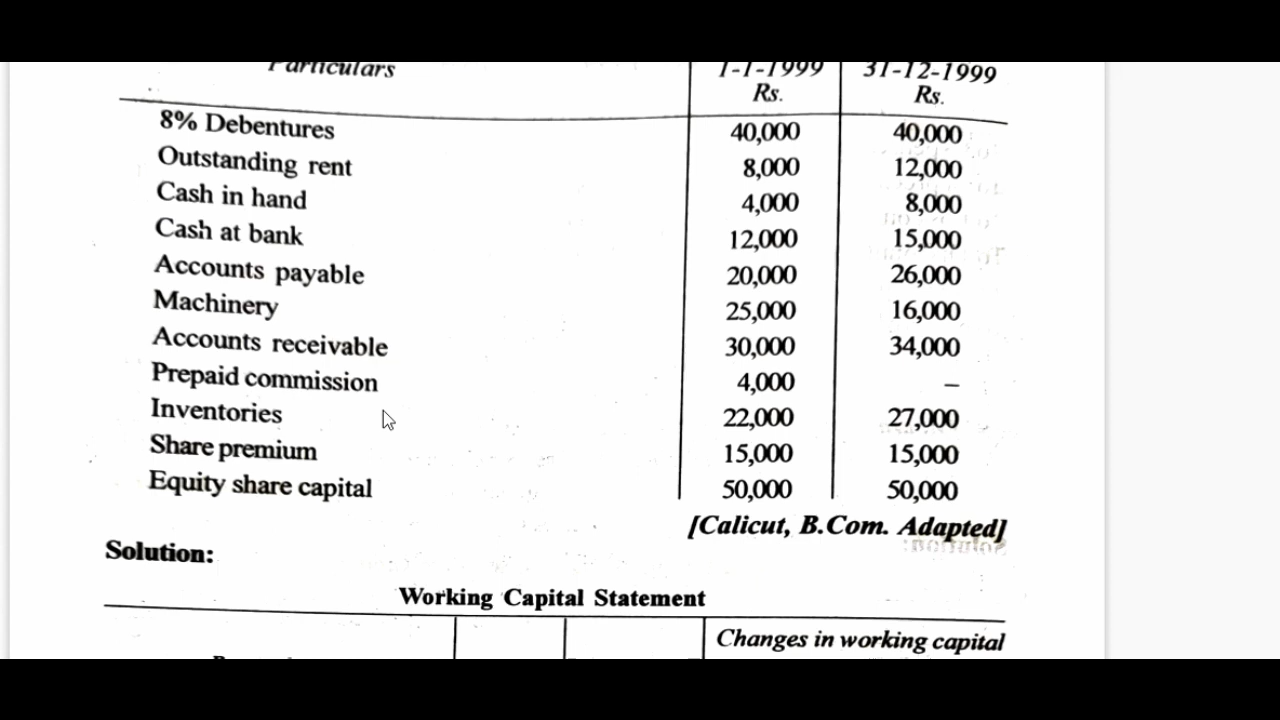 Particulars 1-1-1999 31-12-1999
Rs. Rs.
8% Debentures 40,000 40,000
Outstanding rent 8,000 12,000
Cash in hand 4,000 8,000
Cash at bank 12,000 15,000
Accounts payable 20,000 26,000
Machinery 25,000 16,000
Accounts receivable 30,000 34,000
Prepaid commission 4,000 –
Inventories 22,000 27,000
Share premium 15,000 15,000
Equity share capital 50,000 50,000
[Calicut, B.Com. Adapted]
Solution:
Working Capital Statement
Changes in working capital